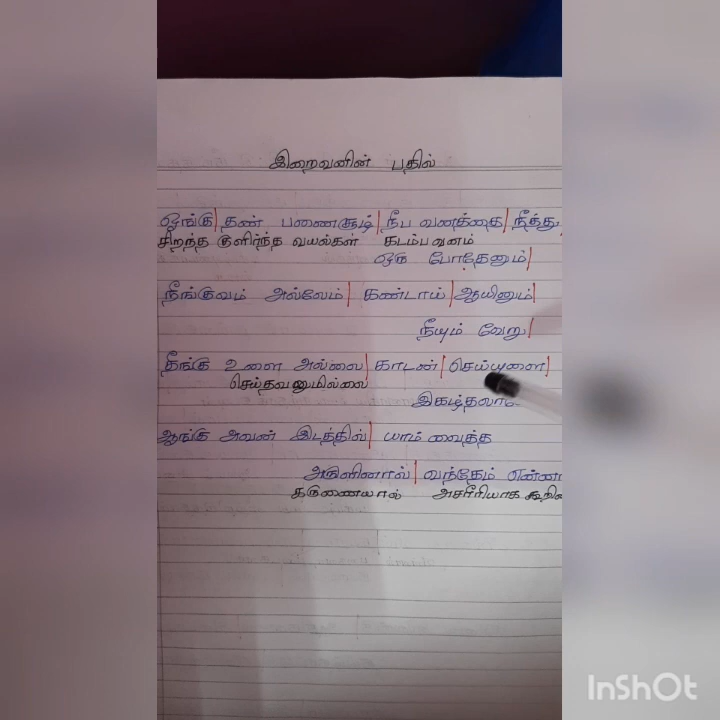 இறைவனின் பதில்
ஓங்கு| தண் பணைசூழ்| நீப வனத்தை| நீத்து
சிறந்த குளிர்ந்த வயல்கள் கடம்பவனம்
ஒரு போதேனும்|
நீங்குவம் அல்லேம்| கண்டாய்| ஆயினும்|
நீயும் வேறு|
தீங்கு உளை அல்லை| காடன்| செய்யுளை|
செய்தவனுமில்லை
இகழ்தலா
ஆங்கு அவன் இடத்தில்| யாம் வைத்த
அருளினால்| வந்தேம் என்னா
கருணையால் அசரீரியாக கூறின
InShOt